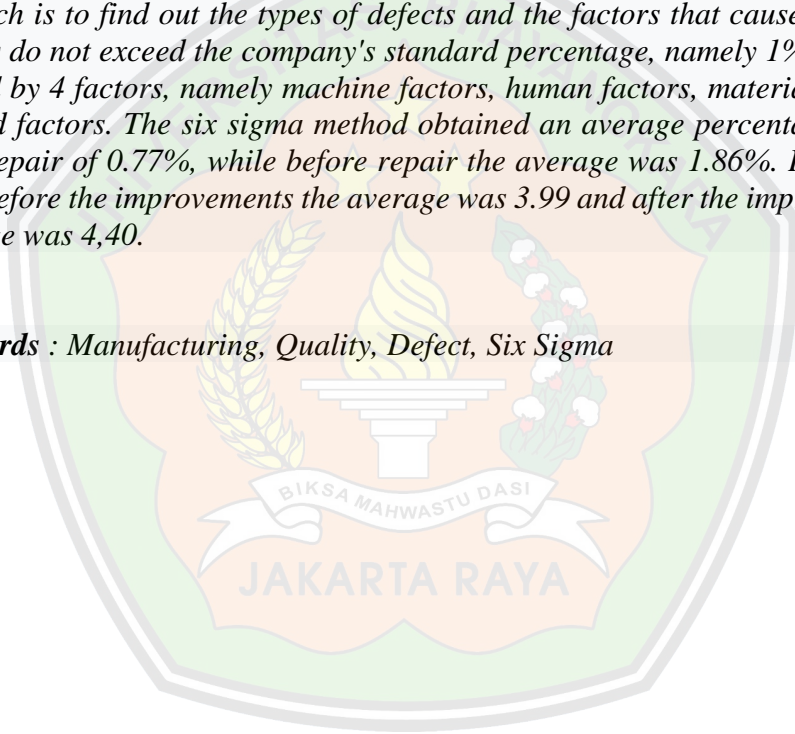 ch is to find out the types of defects and the factors that cause
do not exceed the company's standard percentage, namely 1%
by 4 factors, namely machine factors, human factors, materia
d factors. The six sigma method obtained an average percenta
epair of 0.77%, while before repair the average was 1.86%.
efore the improvements the average was 3.99 and after the imp
e was 4,40.
rds : Manufacturing, Quality, Defect, Six Sigma
BIKSA MAHWASTU DASI
JAKARTA RAYA